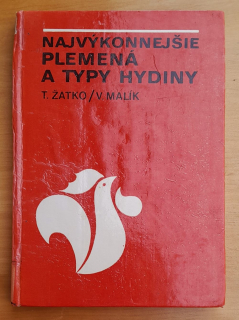 NAJVÝKONNEJŠIE
PLEMENÁ
A TYPY HYDINY
T. ŽATKO/V. MALÍK